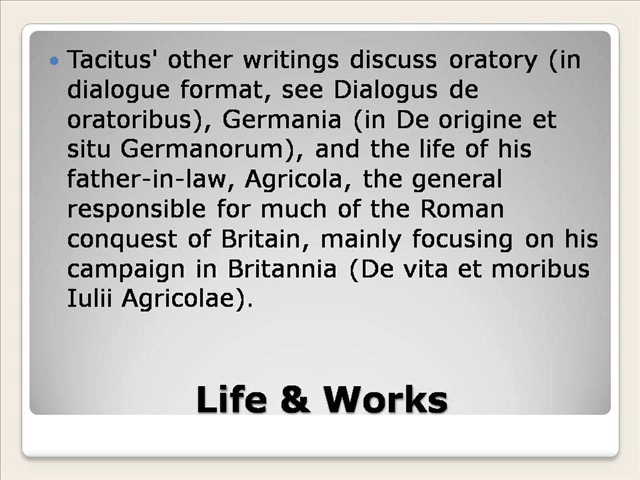 Tacitus' other writings discuss oratory (in
dialogue format, see Dialogus de
oratoribus), Germania (in De origine et
situ Germanorum), and the life of his
father-in-law, Agricola, the general
responsible for much of the Roman
conquest of Britain, mainly focusing on his
campaign in Britannia (De vita et moribus
Iulii Agricolae).
Life & Works